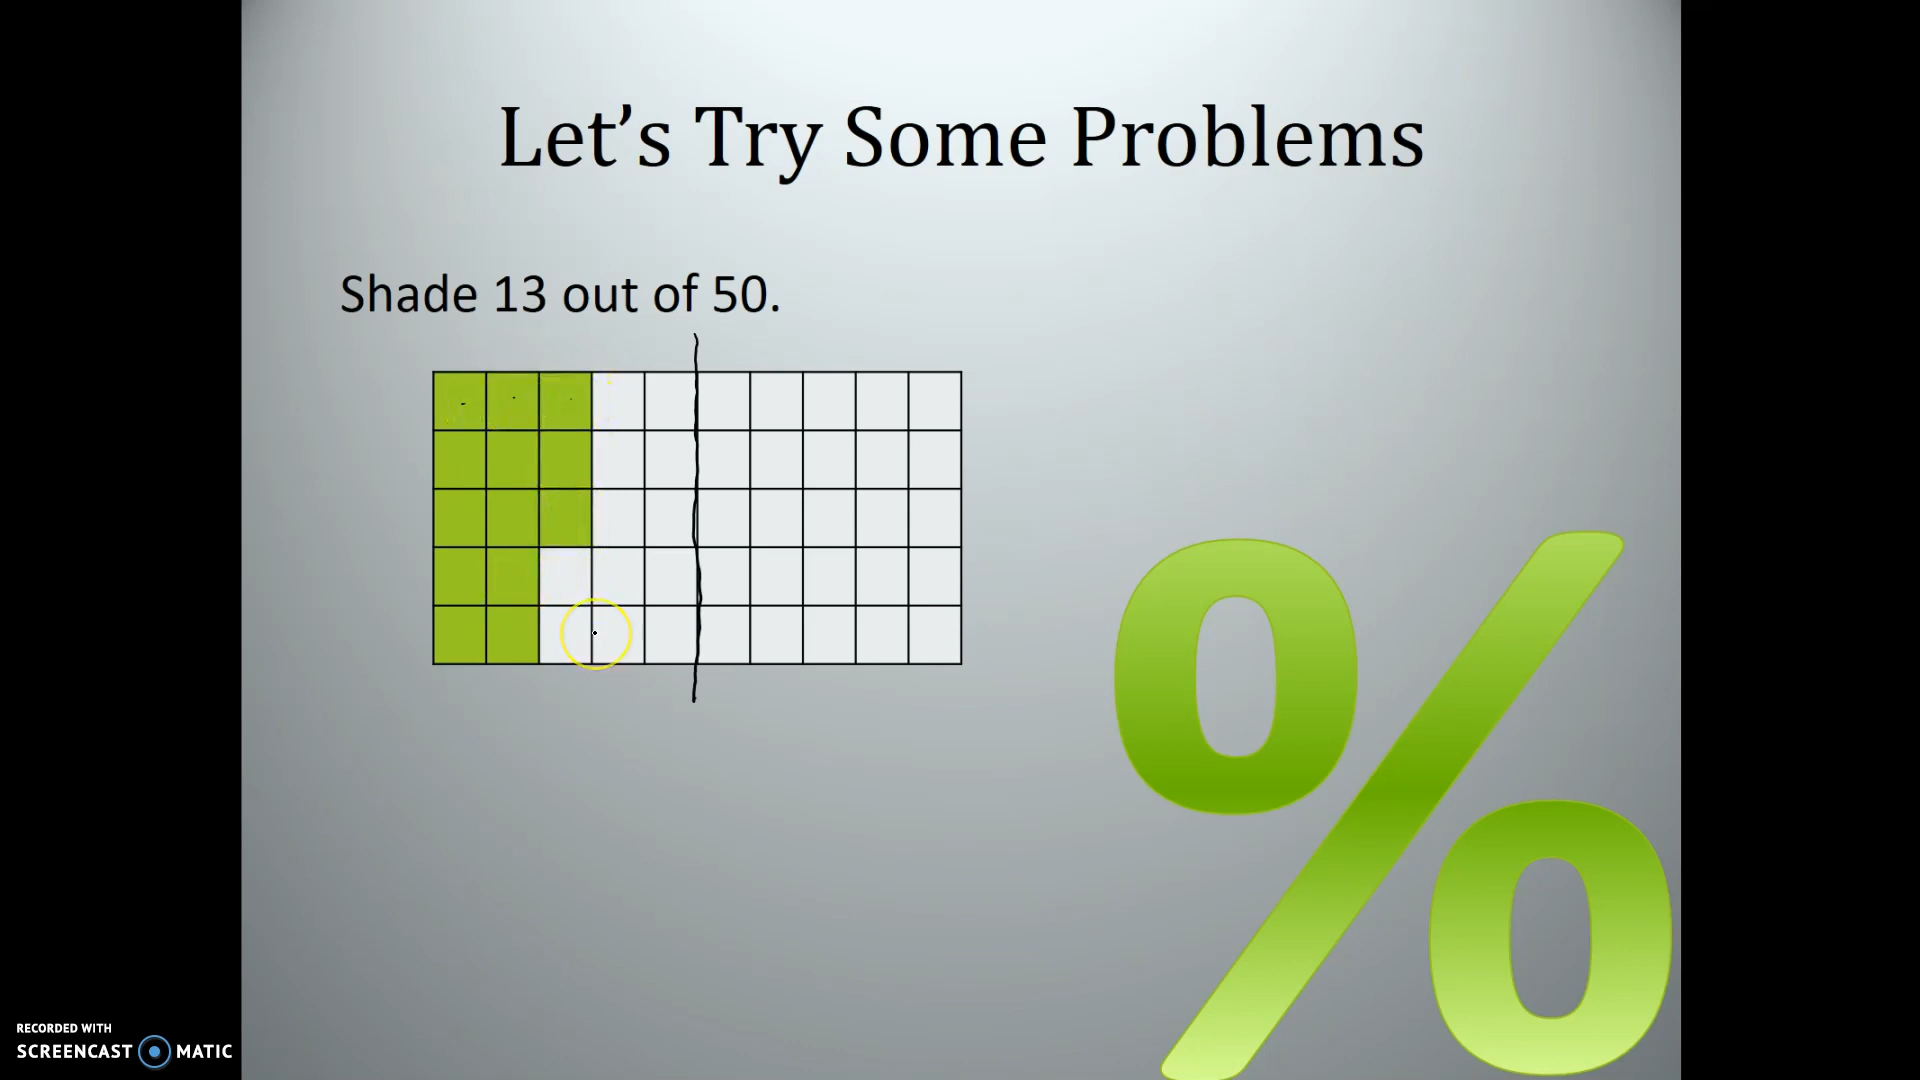 Let’s Try Some Problems
Shade 13 out of 50.
%
RECORDED WITH
SCREENCAST MATIC